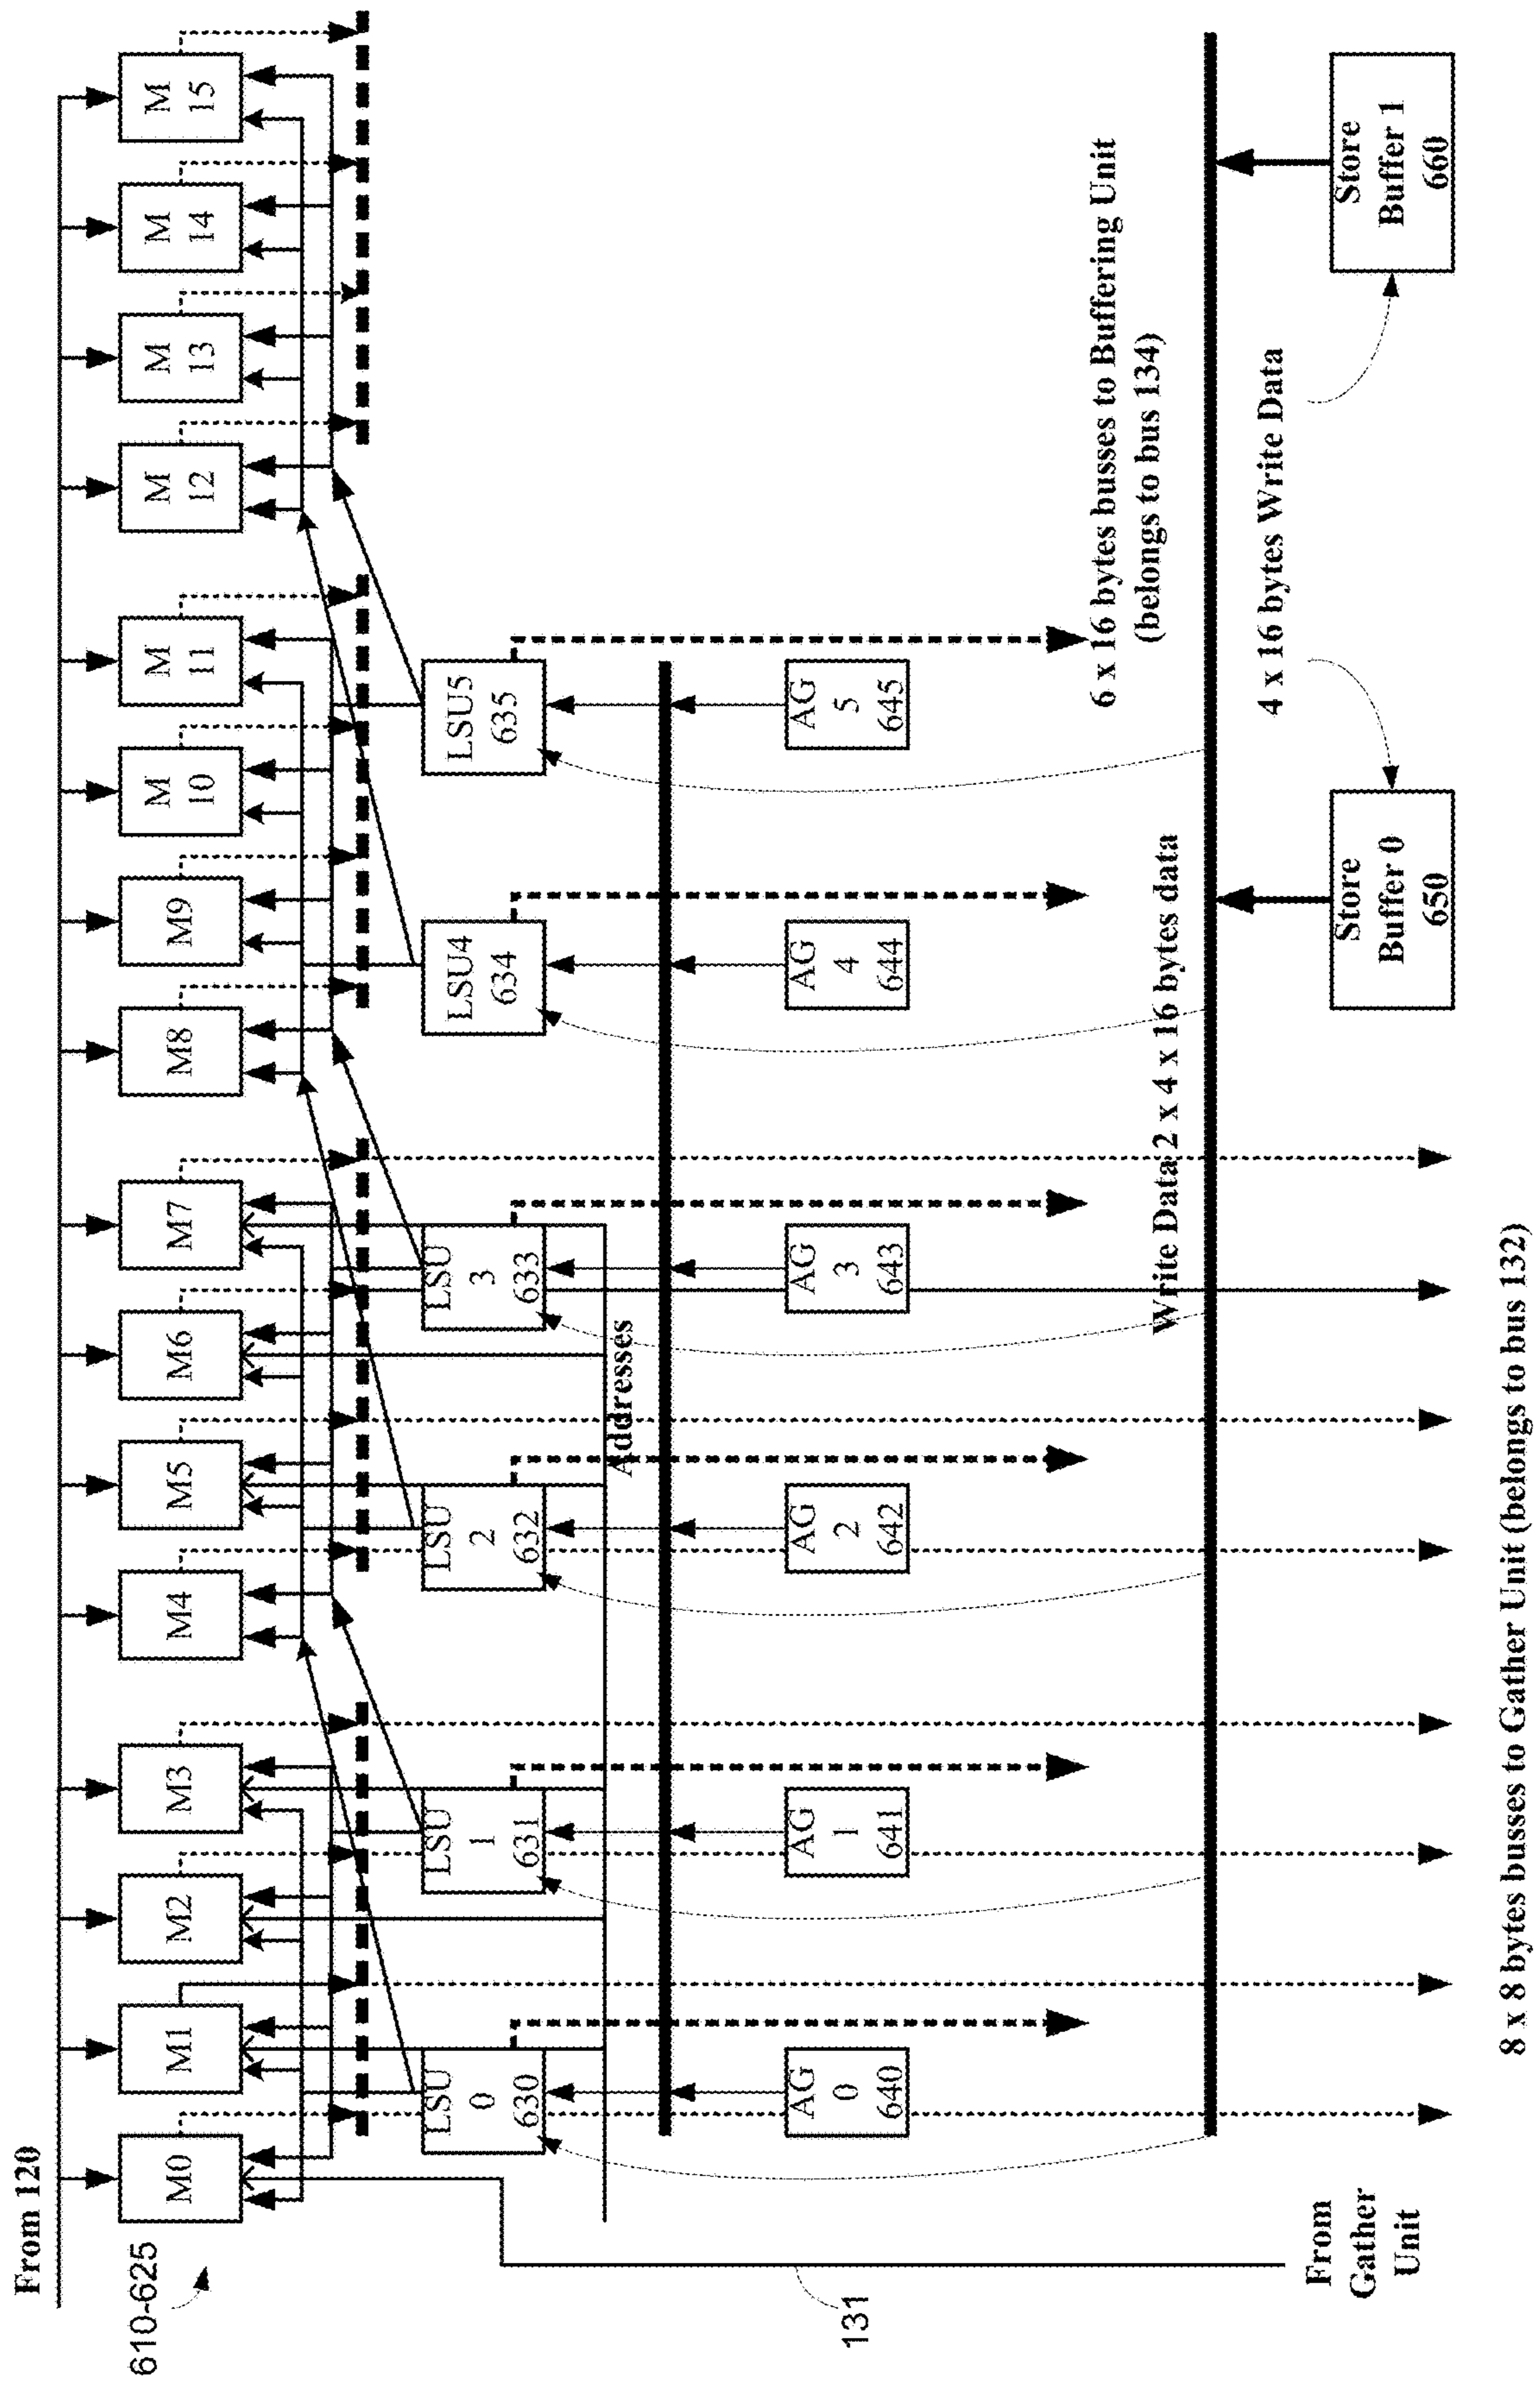 From 120
610-625
M0
M1
M2
M3
M4
M5
M6
M7
M8
M9
M
10
M
11
M
12
M
13
M
14
M
15
LSU
0
630
LSU
1
631
LSU
2
632
LSU
3
633
LSU4
634
LSU5
635
Addresses
AG
0
640
AG
1
641
AG
2
642
AG
3
643
AG
4
644
AG
5
645
131
6 x 16 bytes busses to Buffering Unit
(belongs to bus 134)
Write Data 2 x 4 x 16 bytes data
4 x 16 bytes Write Data
From
Gather
Unit
Store
Buffer 0
650
Store
Buffer 1
660
8 x 8 bytes busses to Gather Unit (belongs to bus 132)